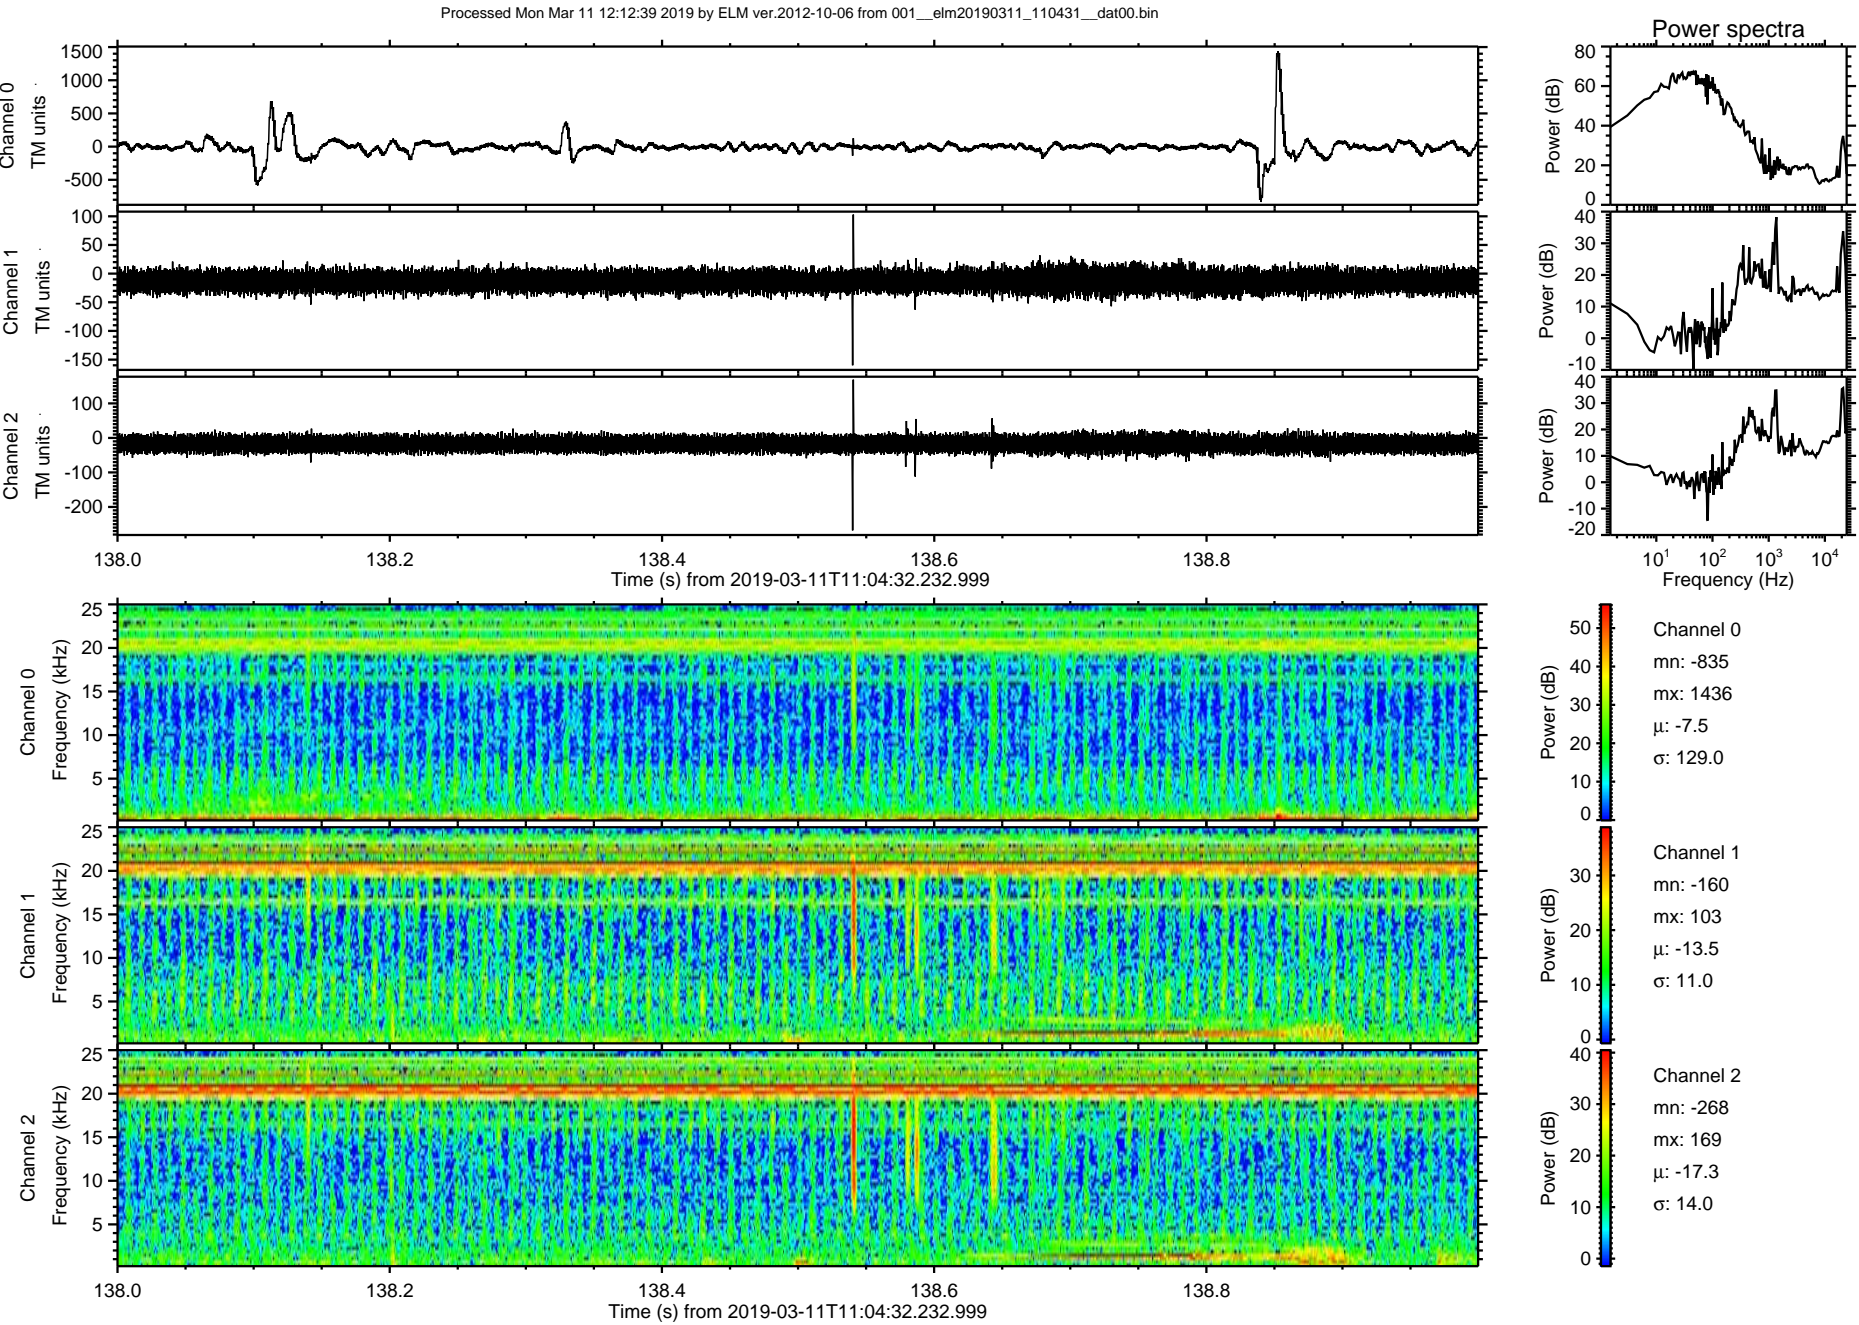 Processed Mon Mar 11 12:12:39 2019 by ELM ver.2012-10-06 from 001__elm20190311_110431__dat00.bin
Power spectra
Channel 0
TM units
1500
1000
500
0
-500
Power (dB)
80
60
40
20
0
Channel 1
TM units
100
50
0
-50
-100
-150
Power (dB)
40
30
20
10
0
-10
Channel 2
TM units
100
0
-100
-200
Power (dB)
40
30
20
10
0
-10
-20
138.0 138.2 138.4 138.6 138.8
Time (s) from 2019-03-11T11:04:32.232.999
10¹ 10² 10³ 10⁴
Frequency (Hz)
Channel 0
Frequency (kHz)
25
20
15
10
5
Power (dB)
50
40
30
20
10
0
Channel 0
mn: -835
mx: 1436
μ: -7.5
σ: 129.0
Channel 1
Frequency (kHz)
25
20
15
10
5
Power (dB)
30
20
10
0
Channel 1
mn: -160
mx: 103
μ: -13.5
σ: 11.0
Channel 2
Frequency (kHz)
25
20
15
10
5
Power (dB)
40
30
20
10
0
Channel 2
mn: -268
mx: 169
μ: -17.3
σ: 14.0
138.0 138.2 138.4 138.6 138.8
Time (s) from 2019-03-11T11:04:32.232.999